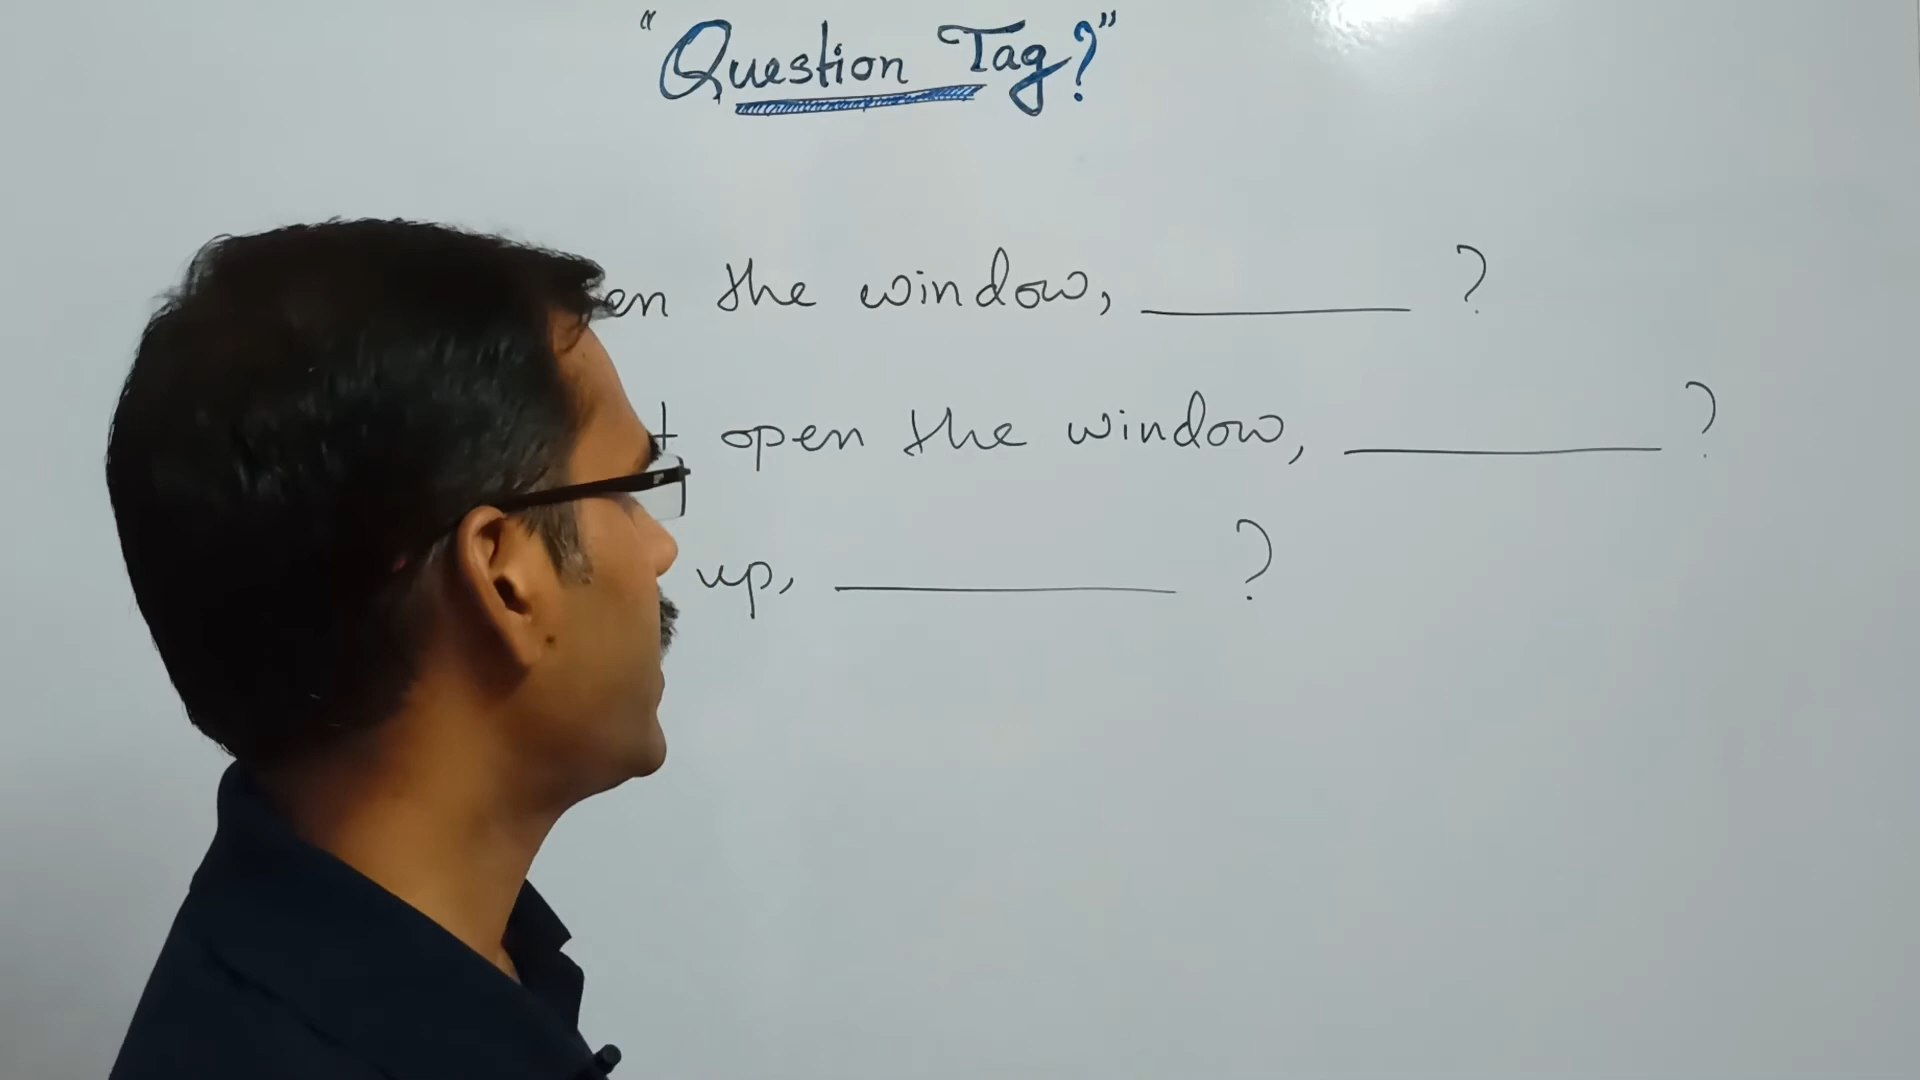 "Question Tag?"
en the window, ________ ?
t open the window, ________ ?
up, ________ ?